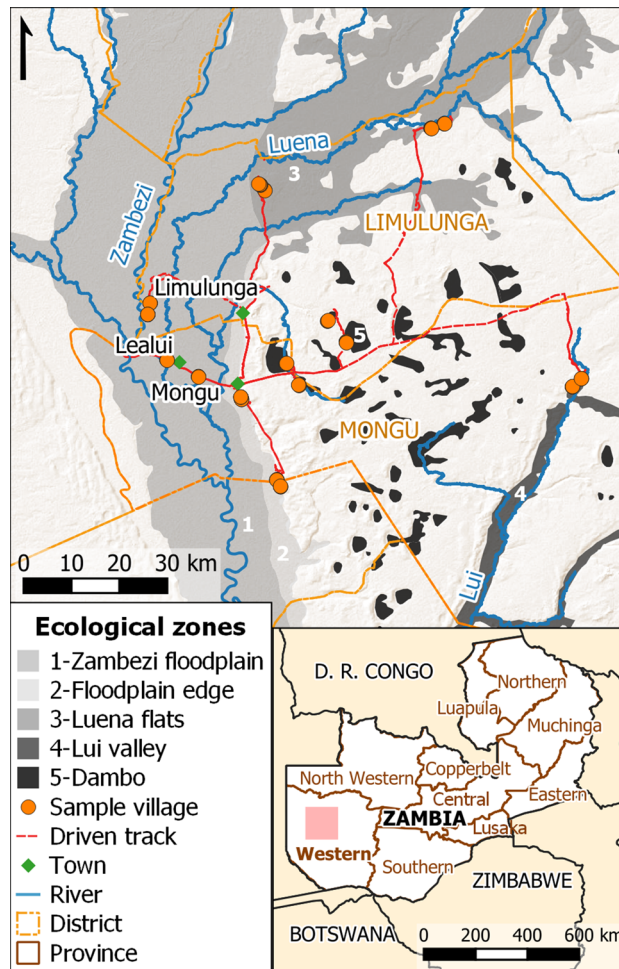 Luena
3
Zambezi
LIMULUNGA
Limulunga
5
Lealui
Mongu
MONGU
4
1
2
Lui
0 10 20 30 km
Ecological zones
1-Zambezi floodplain
2-Floodplain edge
3-Luena flats
4-Lui valley
5-Dambo
Sample village
Driven track
Town
River
District
Province
D. R. CONGO
Northern
Luapula
Muchinga
North Western
Copperbelt
Central
Eastern
ZAMBIA
Lusaka
Western
Southern
ZIMBABWE
BOTSWANA
0 200 400 600 km